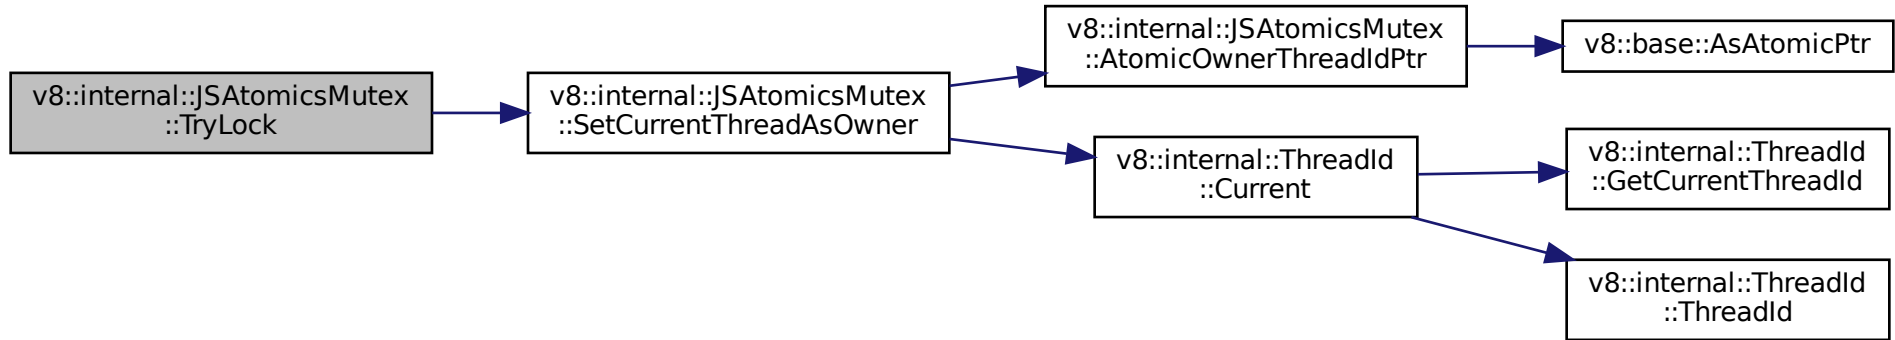 v8::internal::JSAtomicsMutex
::TryLock
v8::internal::JSAtomicsMutex
::SetCurrentThreadAsOwner
v8::internal::JSAtomicsMutex
::AtomicOwnerThreadIdPtr
v8::base::AsAtomicPtr
v8::internal::ThreadId
::Current
v8::internal::ThreadId
::GetCurrentThreadId
v8::internal::ThreadId
::ThreadId